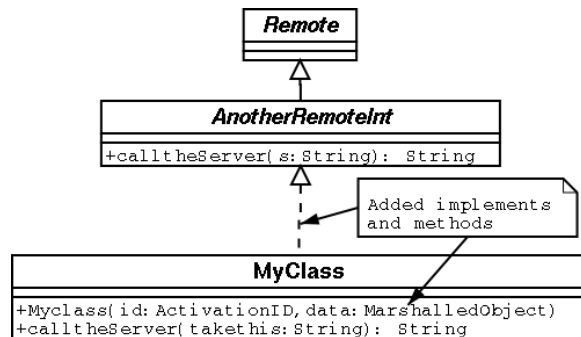 Remote
AnotherRemoteInt
+calltheServer(s:String): String
Added implements
and methods
MyClass
+Myclass(id:ActivationID,data:MarshalledObject)
+calltheServer(takethis:String): String